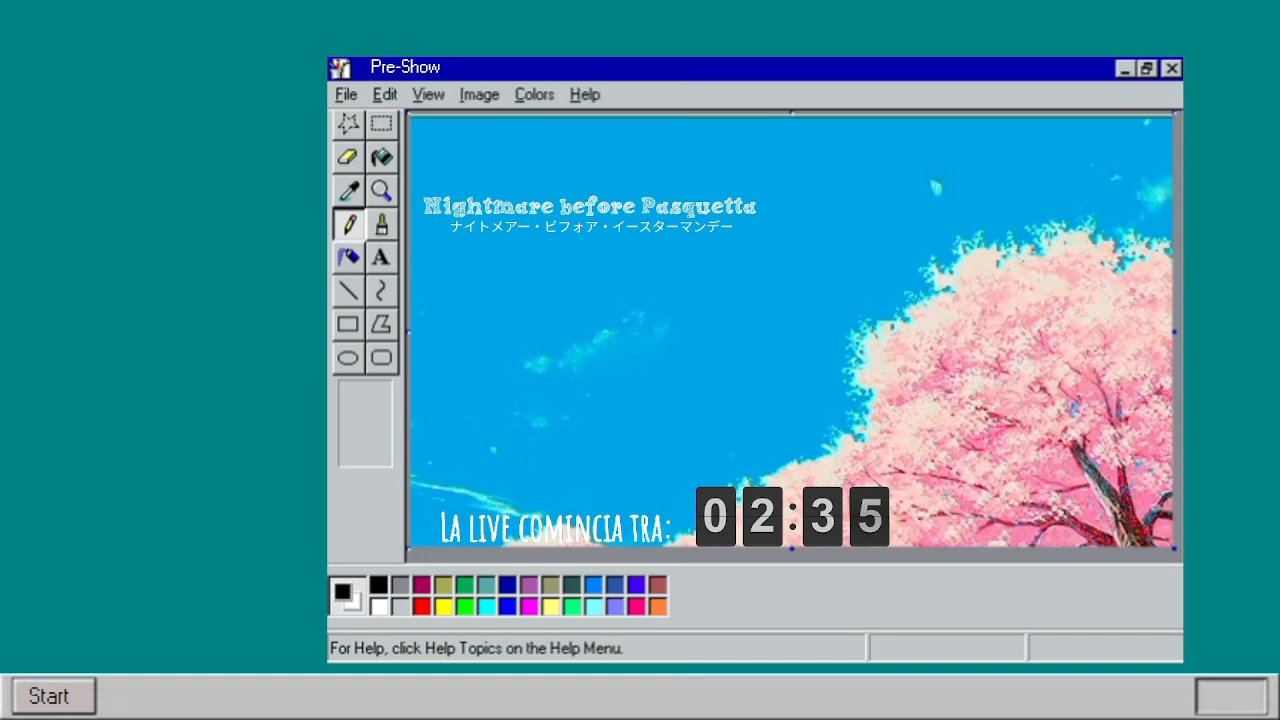 Pre-Show
File Edit View Image Colors Help
A
Nightmare before Pasquetta
ナイトメアー・ビフォア・イースターマンデー
La live comincia tra: 02:35
For Help, click Help Topics on the Help Menu.
Start